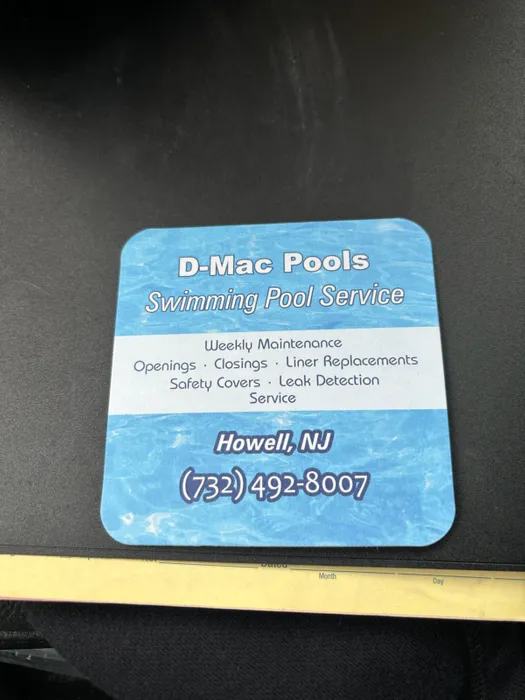 D-Mac Pools
Swimming Pool Service
Weekly Maintenance
Openings · Closings · Liner Replacements
Safety Covers · Leak Detection
Service
Howell, NJ
(732) 492-8007
Month Day